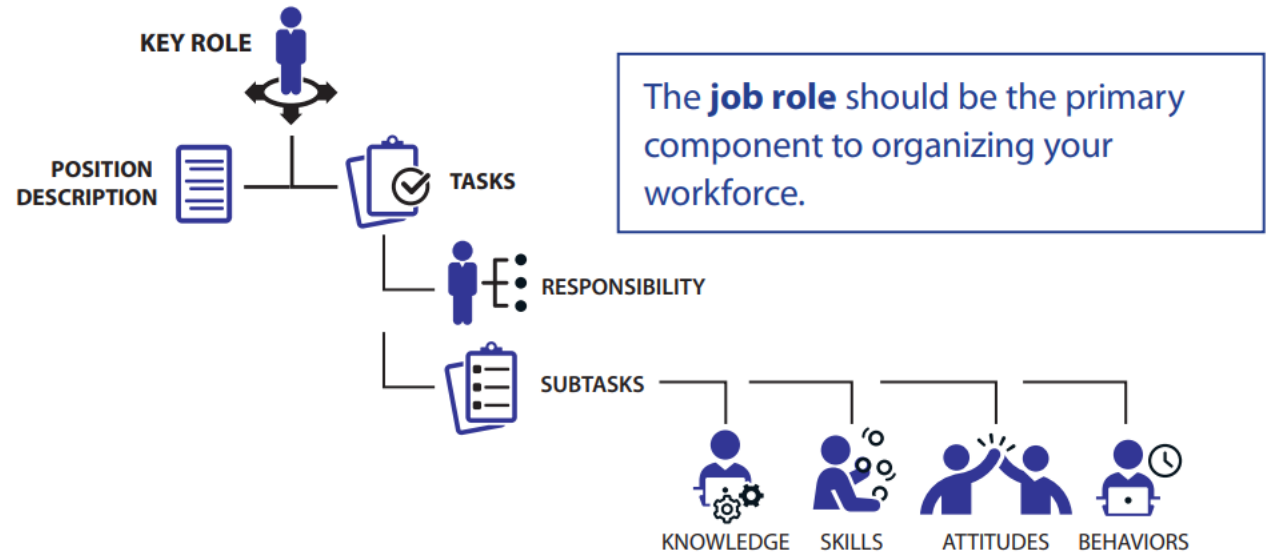 KEY ROLE
The job role should be the primary
component to organizing your
workforce.
POSITION
DESCRIPTION
TASKS
RESPONSIBILITY
SUBTASKS
KNOWLEDGE
SKILLS
ATTITUDES
BEHAVIORS